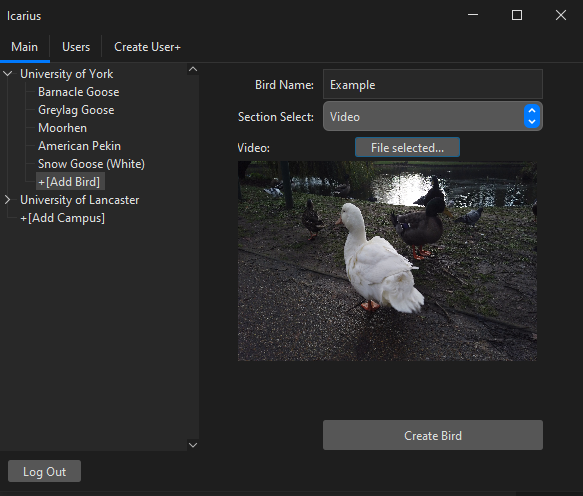 Icarius
Main Users Create User+
University of York
Barnacle Goose
Greylag Goose
Moorhen
American Pekin
Snow Goose (White)
+[Add Bird]
University of Lancaster
+[Add Campus]
Log Out
Bird Name: Example
Section Select: Video
Video: File selected...
Create Bird